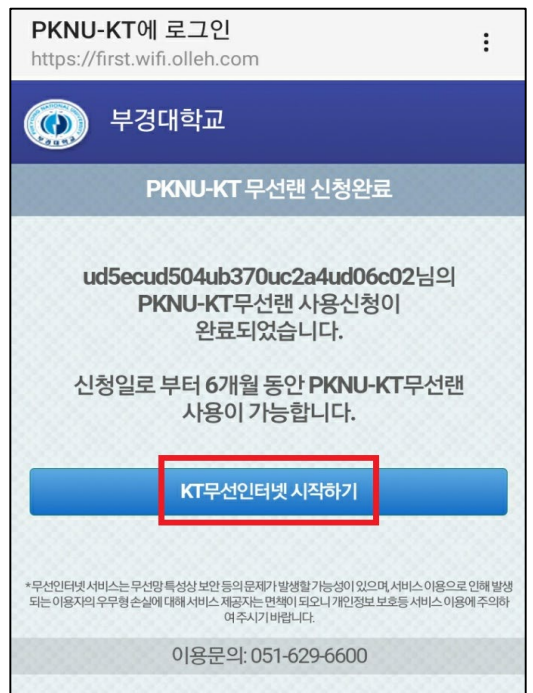 PKNU-KT에 로그인
https://first.wifi.olleh.com
부경대학교
PKNU-KT 무선랜 신청완료
ud5ecud504ub370uc2a4ud06c02님의
PKNU-KT무선랜 사용신청이
완료되었습니다.
신청일로 부터 6개월 동안 PKNU-KT무선랜
사용이 가능합니다.
KT무선인터넷 시작하기
*무선인터넷 서비스는 무선망 특성상 보안 등의 문제가 발생할 가능성이 있으며,서비스 이용으로 인해 발생
되는 이용자의 우무형 손실에 대해 서비스 제공자는 면책이 되오니 개인정보 보호등 서비스 이용에 주의하
여 주시기 바랍니다.
이용문의: 051-629-6600